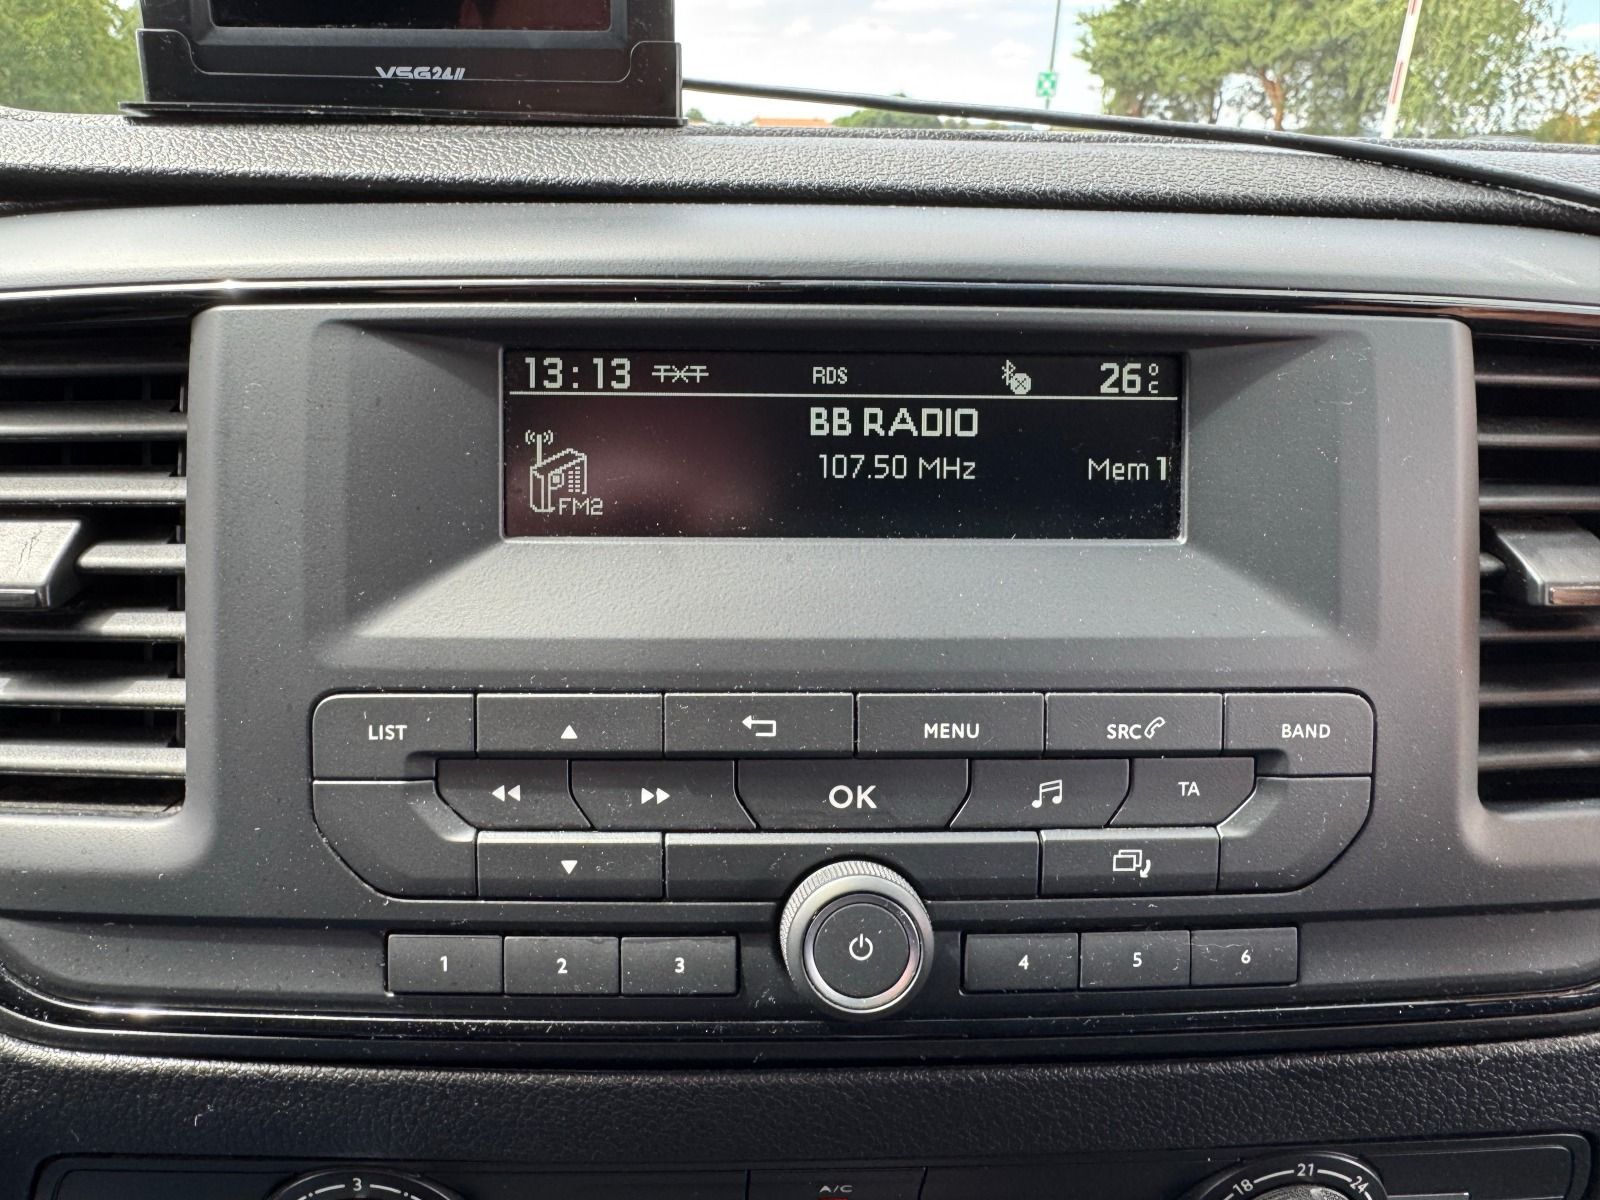 VSG24//
13:13 TXT RDS 26°C
BB RADIO
107.50 MHz Mem 1
FM2
LIST MENU SRC BAND
OK TA
1 2 3 4 5 6
3 A/C 18 21 24